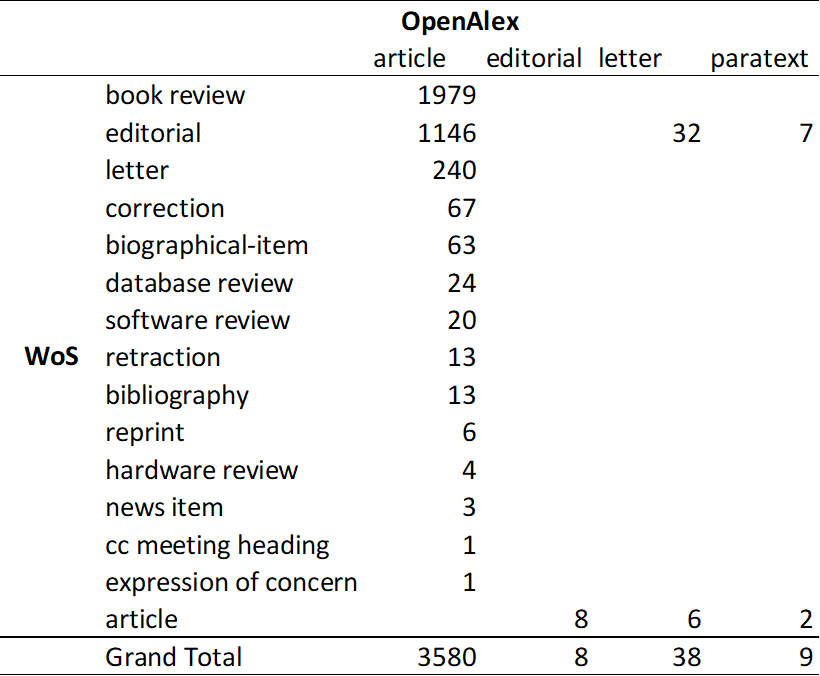 OpenAlex
article editorial letter paratext
book review 1979
editorial 1146 32 7
letter 240
correction 67
biographical-item 63
database review 24
software review 20
WoS retraction 13
bibliography 13
reprint 6
hardware review 4
news item 3
cc meeting heading 1
expression of concern 1
article 8 6 2
Grand Total 3580 8 38 9